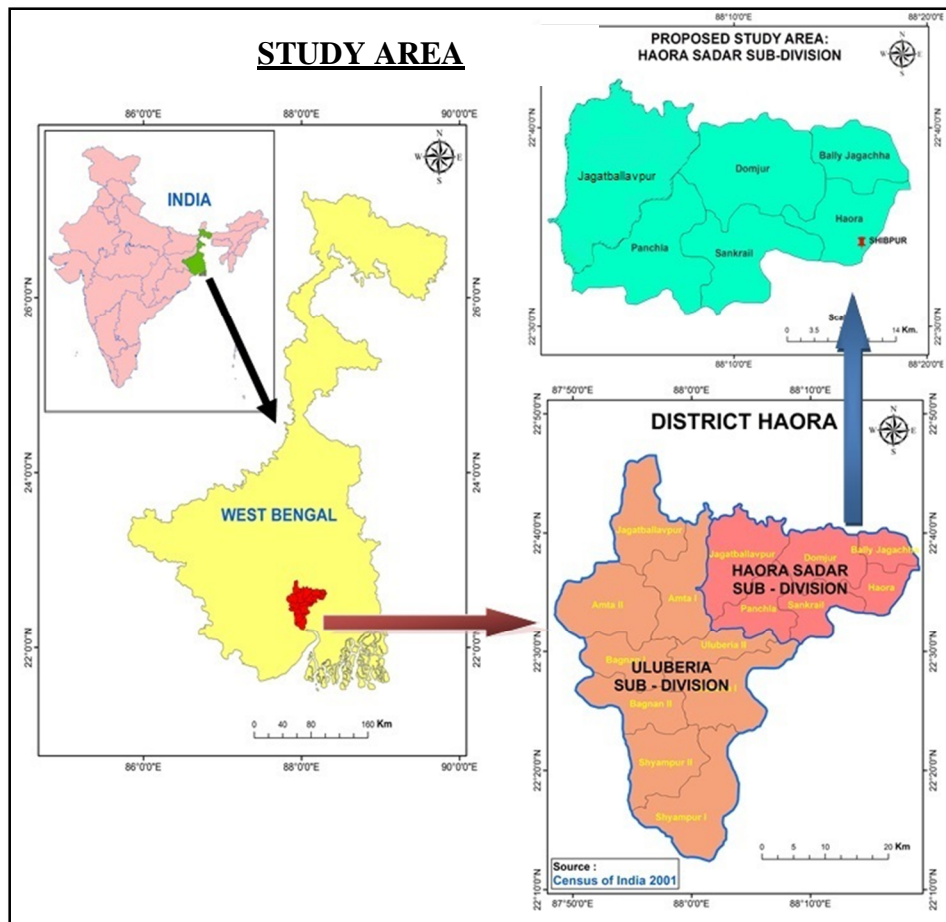 STUDY AREA
86°0'0"E
88°0'0"E
90°0'0"E
INDIA
N
W
E
S
26°0'0"N
26°0'0"N
24°0'0"N
24°0'0"N
22°0'0"N
22°0'0"N
WEST BENGAL
0 40 80 160 Km
86°0'0"E
88°0'0"E
90°0'0"E
88°10'0"E
88°20'0"E
PROPOSED STUDY AREA:
HAORA SADAR SUB-DIVISION
N
W
E
S
22°40'0"N
22°40'0"N
Jagatballavpur
Domjur
Bally Jagachha
Haora
SHIBPUR
Panchla
Sankrail
0 3.5 14 Km.
22°30'0"N
88°10'0"E
88°20'0"E
87°50'0"E
88°0'0"E
88°10'0"E
22°50'0"N
22°50'0"N
DISTRICT HAORA
N
W
E
S
22°40'0"N
22°40'0"N
Jagatballavpur
Jagatballavpur
Domjur
Bally Jagachha
HAORA SADAR
SUB - DIVISION
Haora
Amta II
Amta I
Panchla
Sankrail
22°30'0"N
22°30'0"N
Uluberia II
ULUBERIA
SUB - DIVISION
Bagnan II
22°20'0"N
22°20'0"N
Shyampur II
Shyampur I
0 5 10 20 Km
Source :
Census of India 2001
22°10'0"N
22°10'0"N
87°50'0"E
88°0'0"E
88°10'0"E